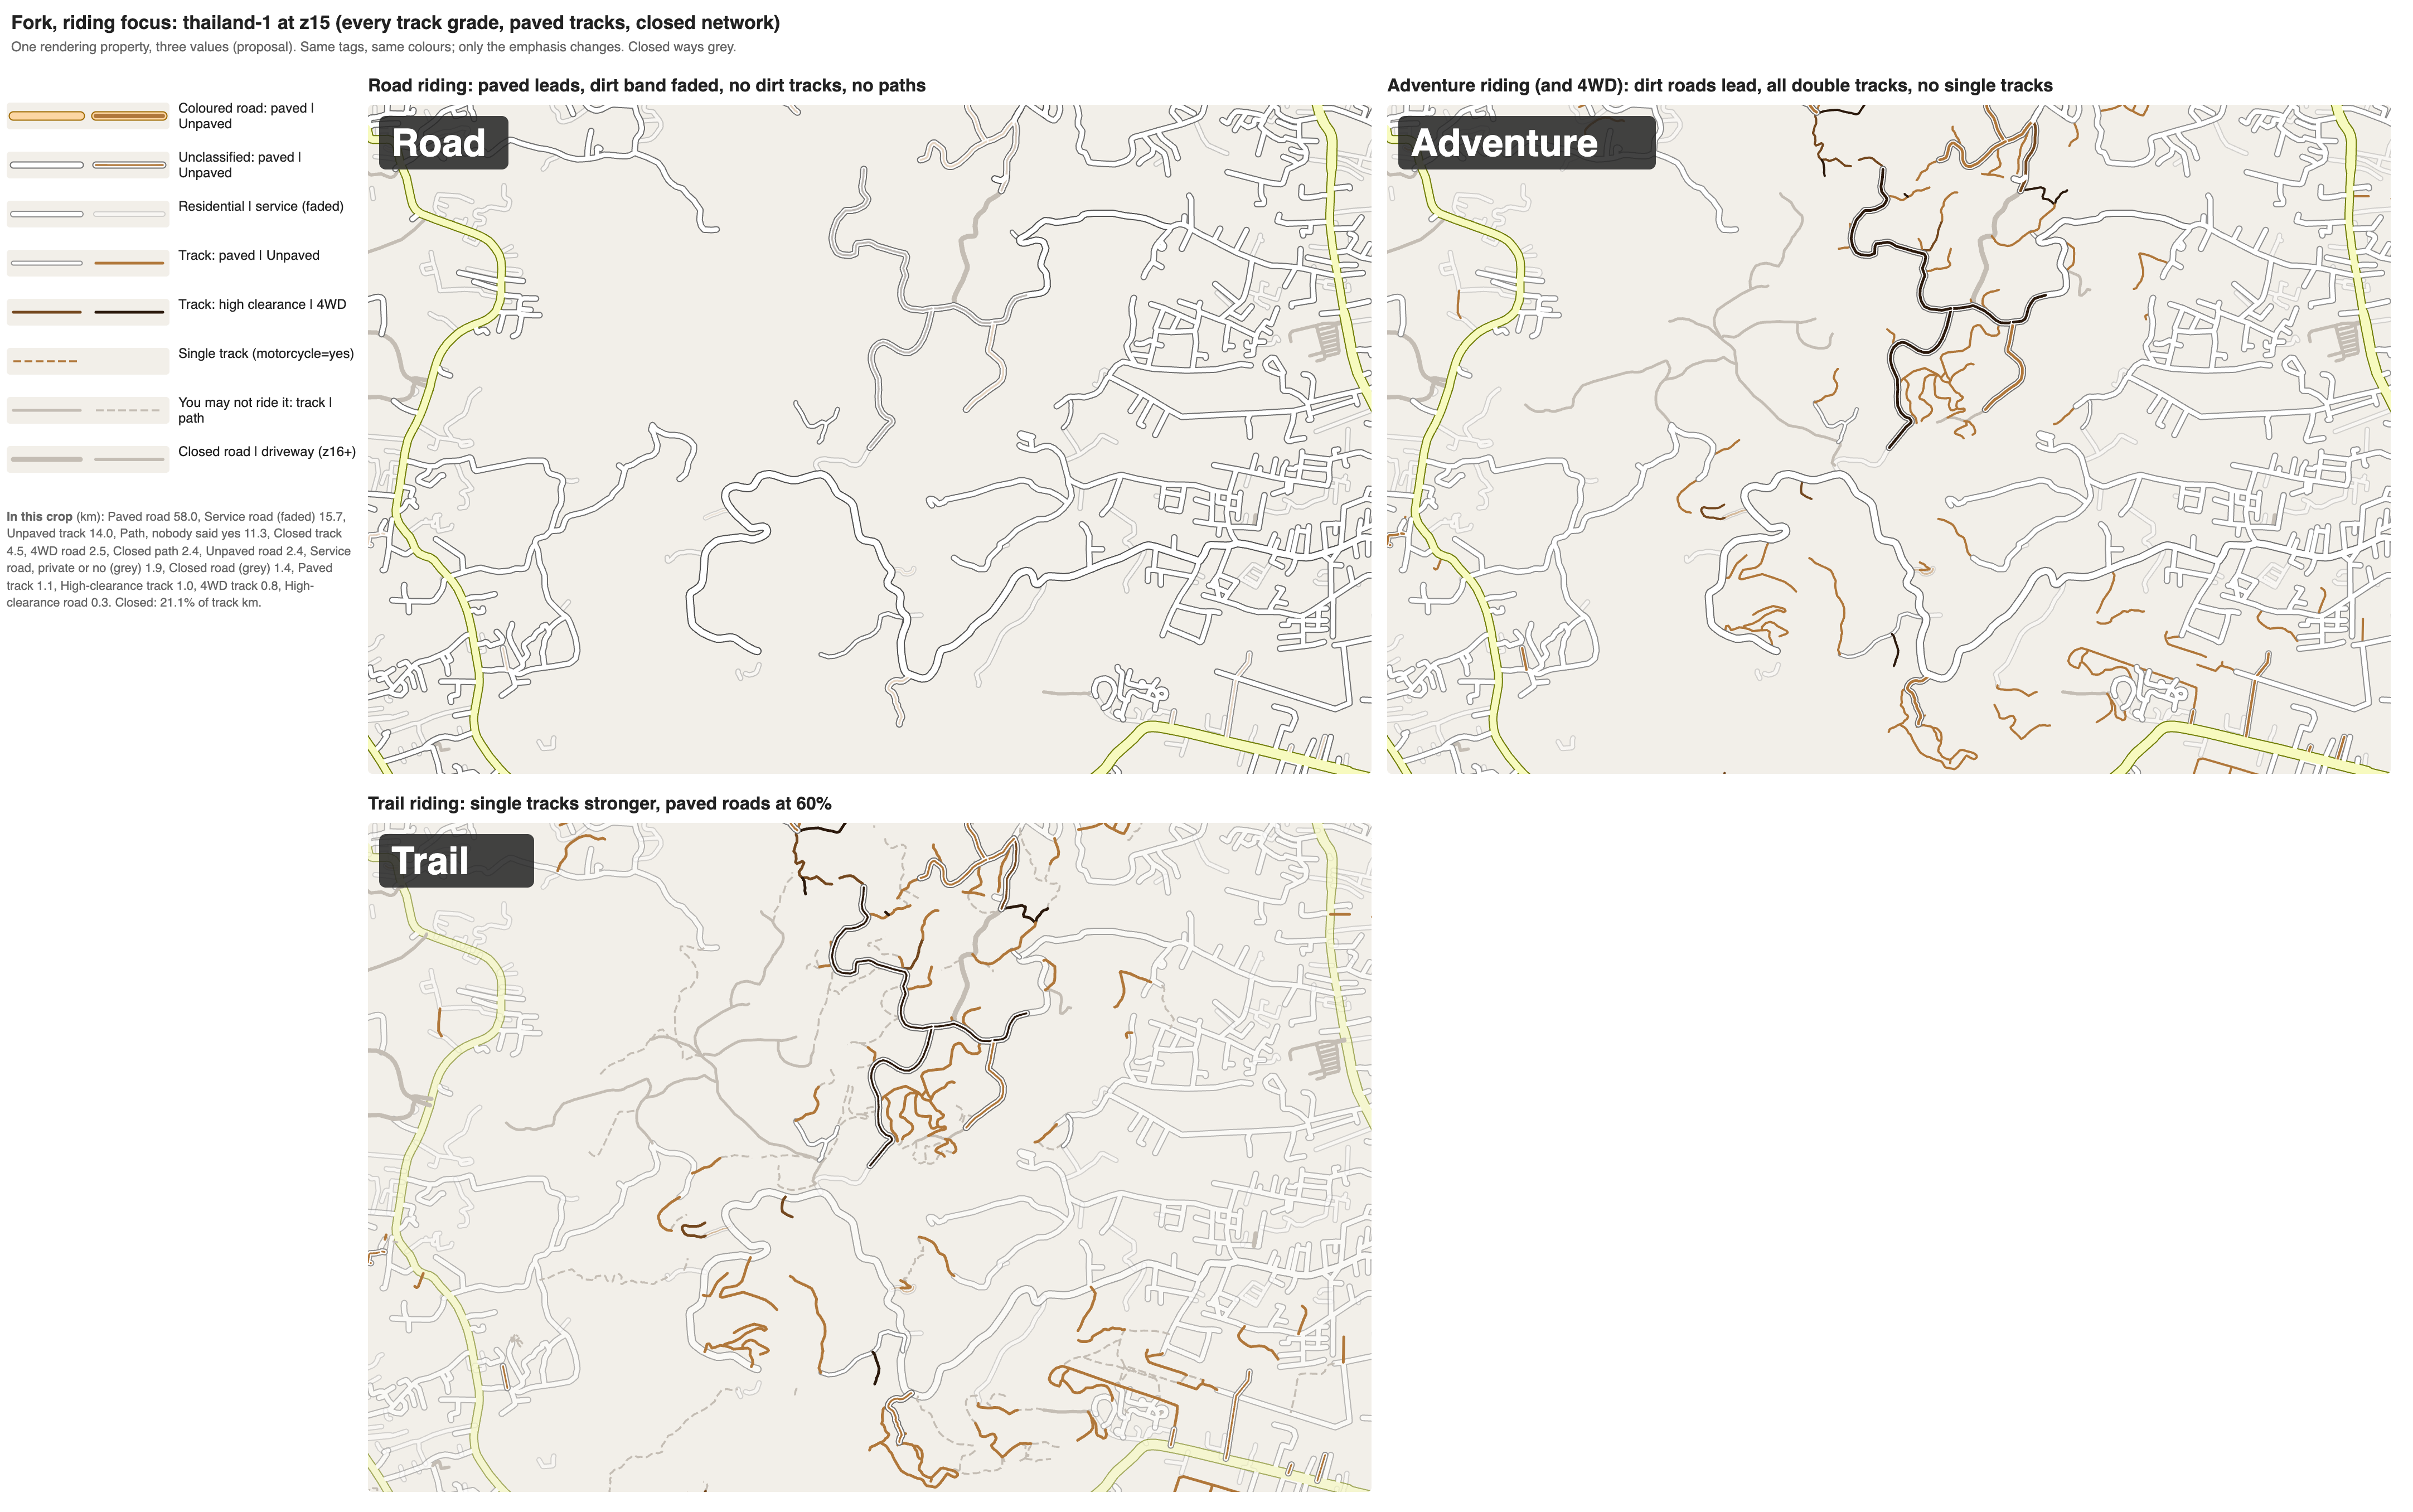 Fork, riding focus: thailand-1 at z15 (every track grade, paved tracks, closed network)
One rendering property, three values (proposal). Same tags, same colours; only the emphasis changes. Closed ways grey.
Coloured road: paved |
Unpaved
Unclassified: paved |
Unpaved
Residential | service (faded)
Track: paved | Unpaved
Track: high clearance | 4WD
Single track (motorcycle=yes)
You may not ride it: track |
path
Closed road | driveway (z16+)
In this crop (km): Paved road 58.0, Service road (faded) 15.7,
Unpaved track 14.0, Path, nobody said yes 11.3, Closed track
4.5, 4WD road 2.5, Closed path 2.4, Unpaved road 2.4, Service
road, private or no (grey) 1.9, Closed road (grey) 1.4, Paved
track 1.1, High-clearance track 1.0, 4WD track 0.8, High-
clearance road 0.3. Closed: 21.1% of track km.
Road riding: paved leads, dirt band faded, no dirt tracks, no paths
Road
Adventure riding (and 4WD): dirt roads lead, all double tracks, no single tracks
Adventure
Trail riding: single tracks stronger, paved roads at 60%
Trail